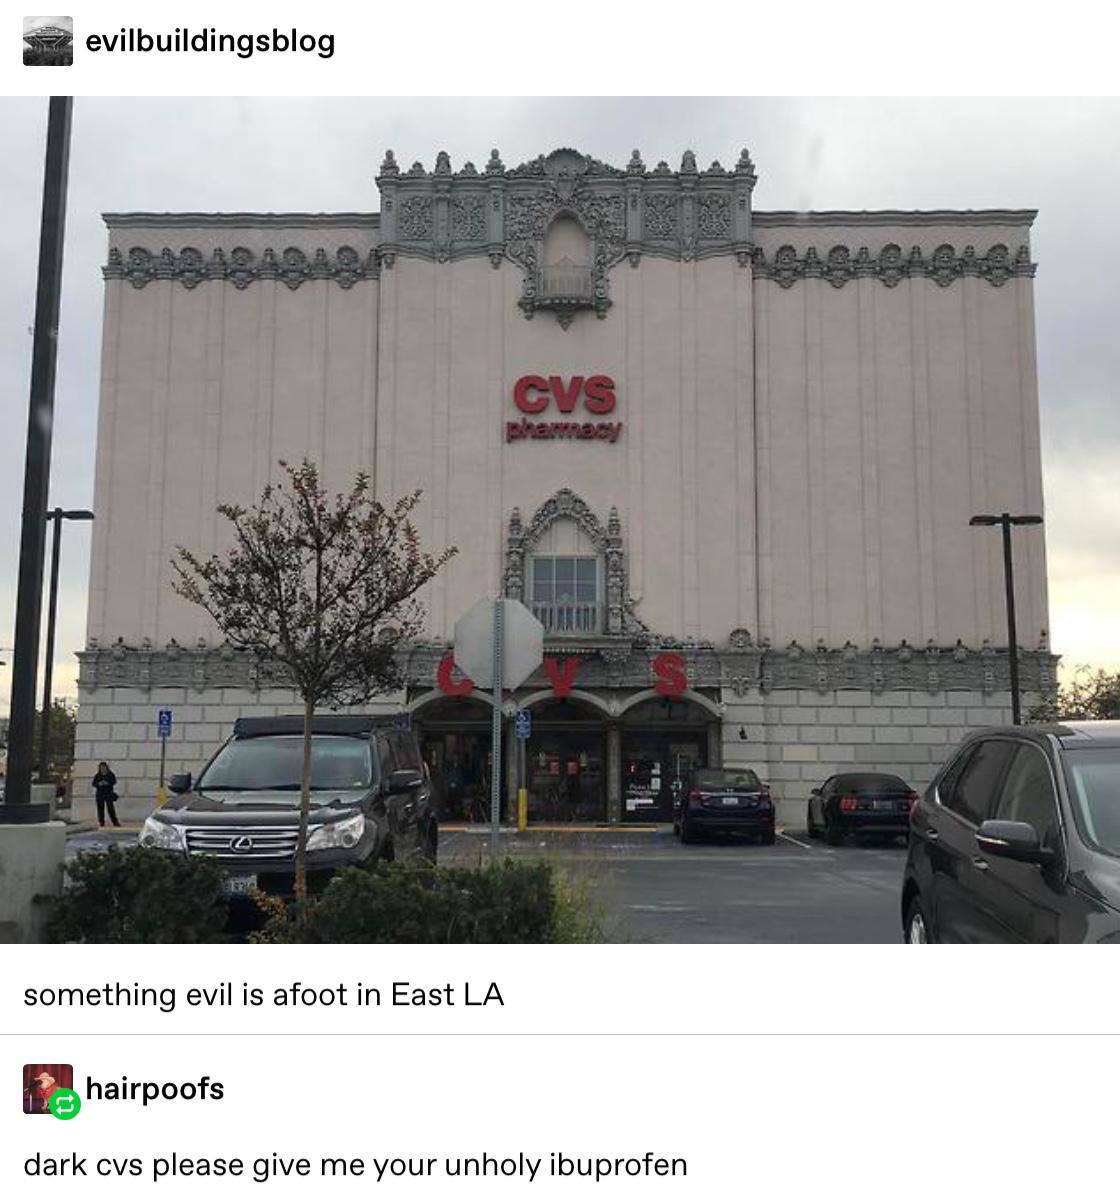 evilbuildingsblog
CVS
pharmacy
C V S
something evil is afoot in East LA
hairpoofs
dark cvs please give me your unholy ibuprofen